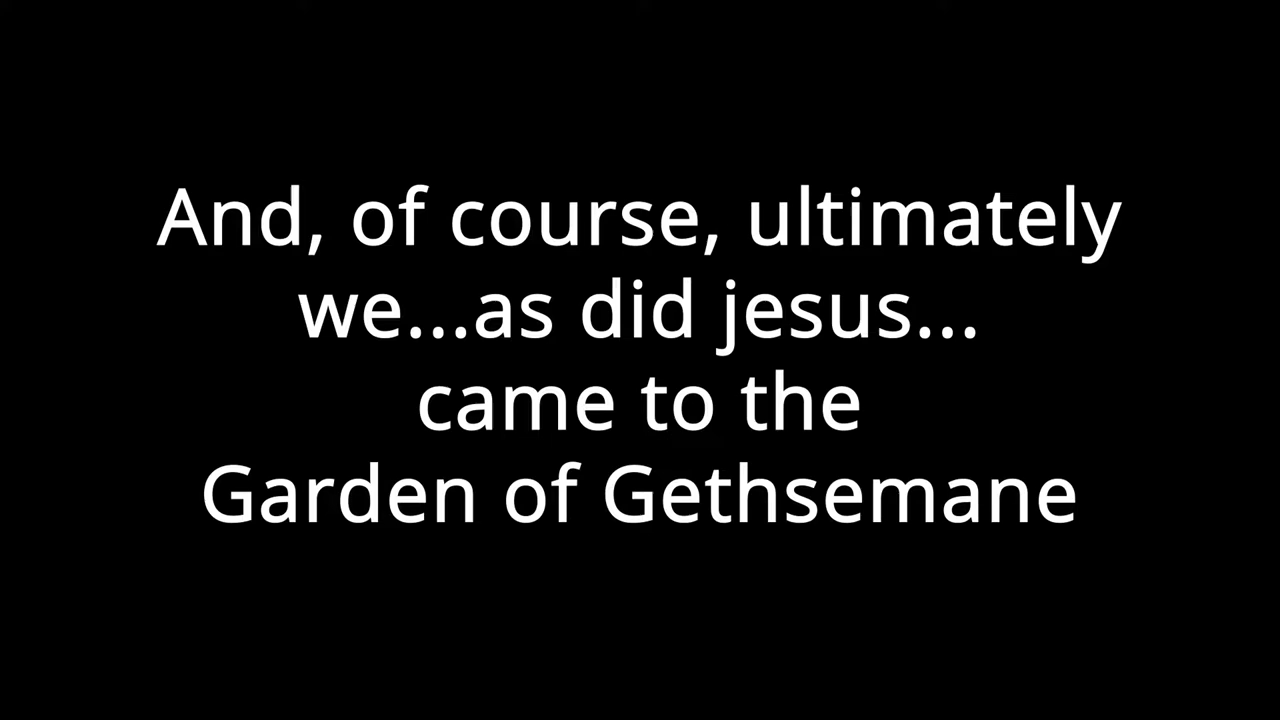 And, of course, ultimately
we...as did jesus...
came to the
Garden of Gethsemane